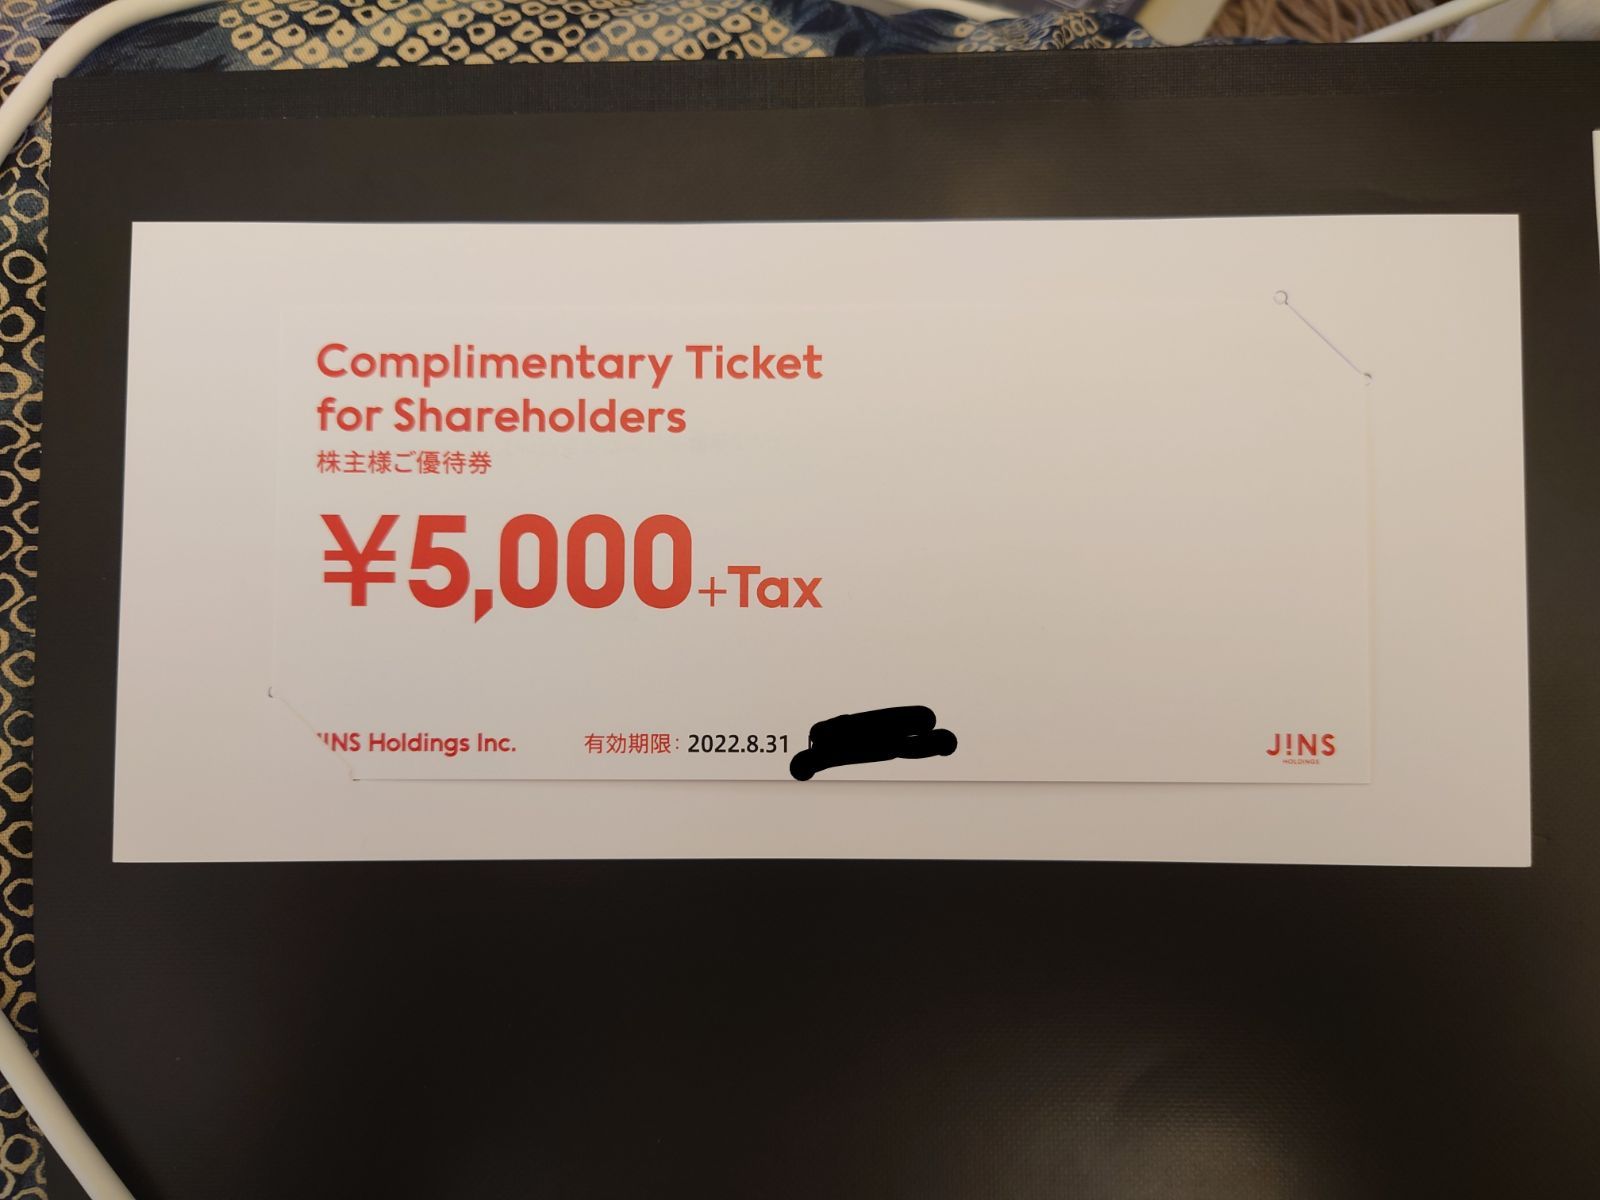 Complimentary Ticket
for Shareholders
株主様ご優待券
¥5,000+Tax
JINS Holdings Inc. 有効期限: 2022.8.31
J!NS
HOLDINGS